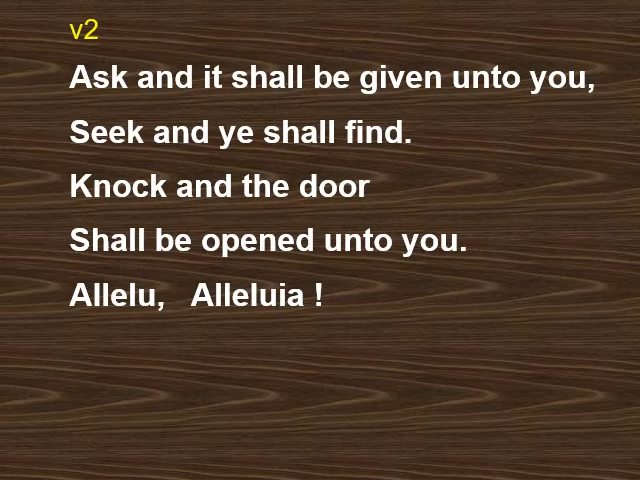 v2
Ask and it shall be given unto you,
Seek and ye shall find.
Knock and the door
Shall be opened unto you.
Allelu,   Alleluia !